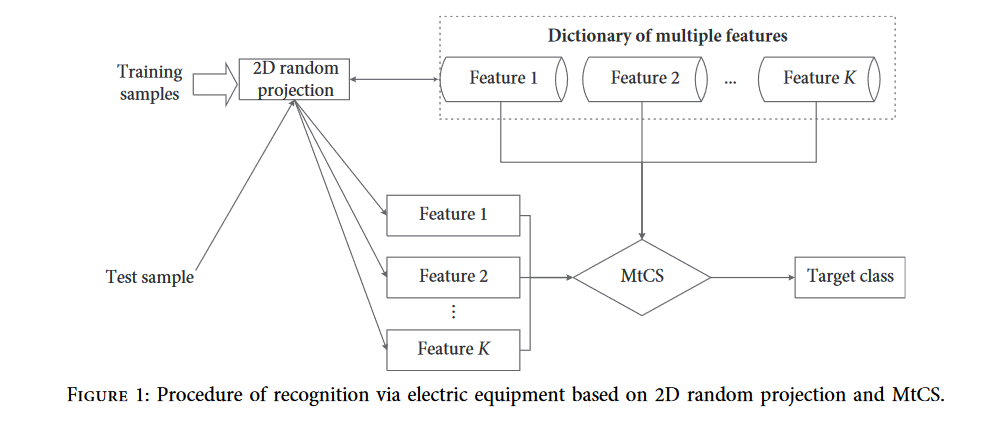 Dictionary of multiple features
Training
samples
2D random
projection
Feature 1
Feature 2
...
Feature K
Feature 1
Test sample
Feature 2
⋮
Feature K
MtCS
Target class
Figure 1: Procedure of recognition via electric equipment based on 2D random projection and MtCS.